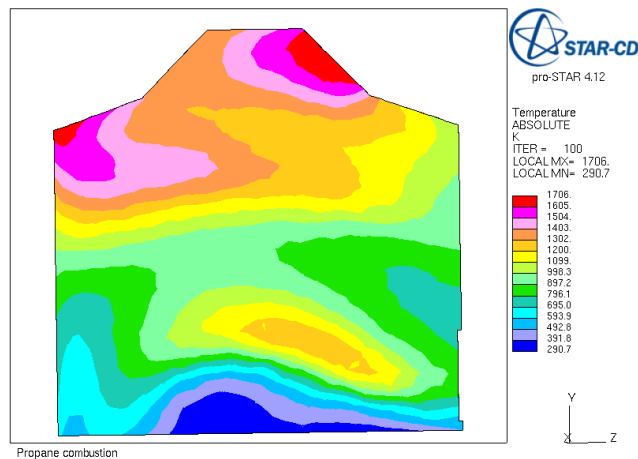 STAR-CD
pro-STAR 4.12
Temperature
ABSOLUTE
K
ITER = 100
LOCAL MX= 1706.
LOCAL MN= 290.7
1706.
1605.
1504.
1403.
1302.
1200.
1099.
998.3
897.2
796.1
695.0
593.9
492.8
391.8
290.7
Y
X Z
Propane combustion